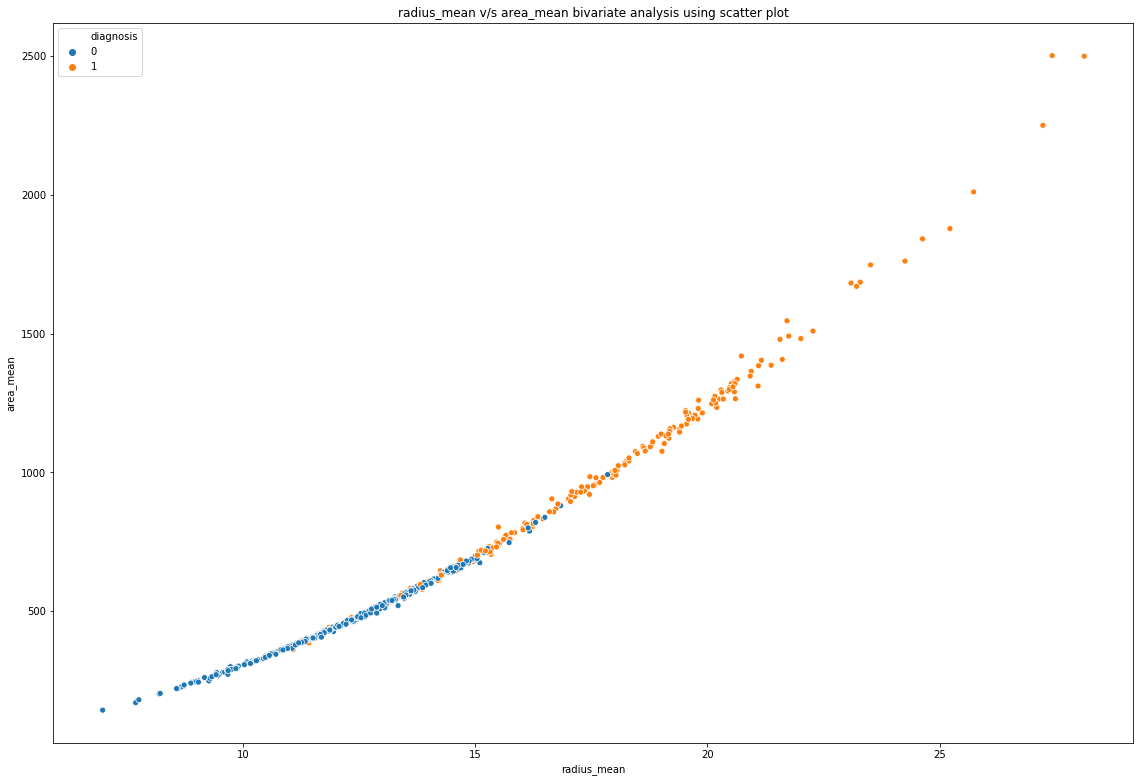 radius_mean v/s area_mean bivariate analysis using scatter plot
diagnosis
0
1
2500
2000
1500
1000
500
area_mean
10 15 20 25
radius_mean